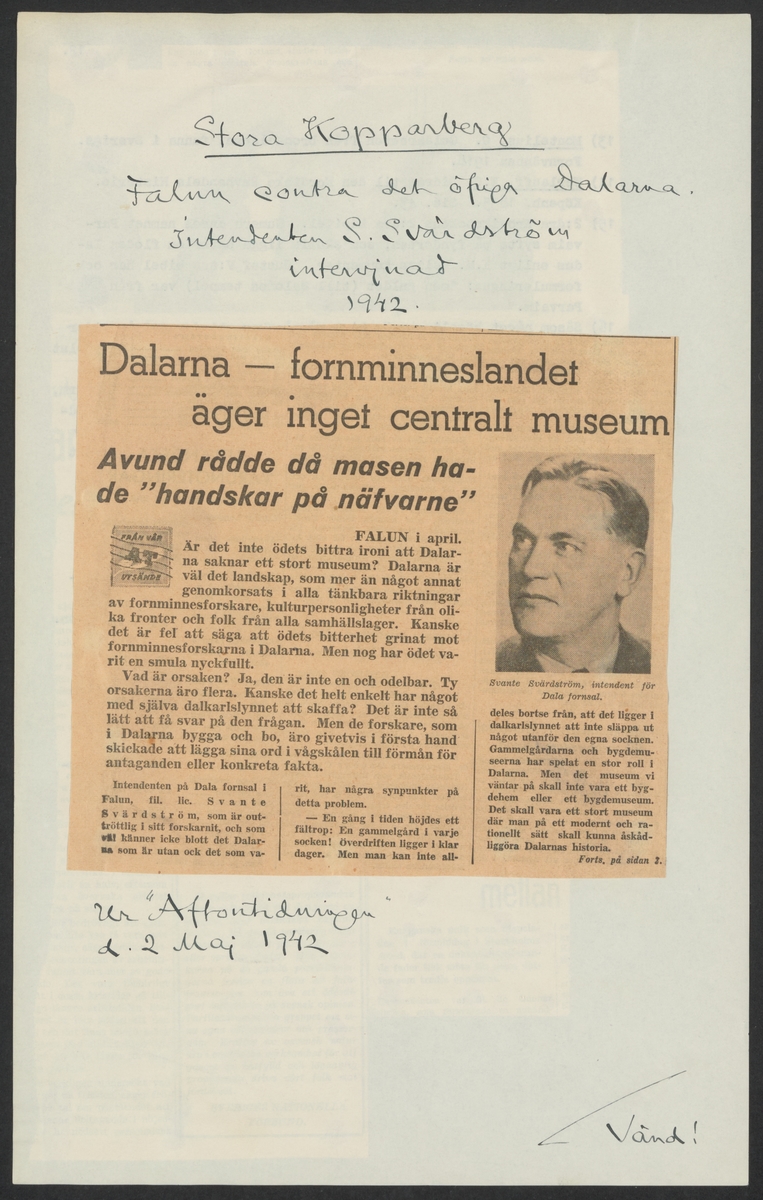 Stora Kopparberg
Falun contra det öfriga Dalarna.
Intendenten S. Svärdström
intervjuad
1942.
Dalarna — fornminneslandet
äger inget centralt museum
Avund rådde då masen ha-
de "handskar på näfvarne"
FRÅN VÅR
AT
UTSÄNDE
FALUN i april.
Är det inte ödets bittra ironi att Dalar-
na saknar ett stort museum? Dalarna är
väl det landskap, som mer än något annat
genomkorsats i alla tänkbara riktningar
av fornminnesforskare, kulturpersonligheter från oli-
ka fronter och folk från alla samhällslager. Kanske
det är fel att säga att ödets bitterhet grinat mot
fornminnesforskarna i Dalarna. Men nog har ödet va-
rit en smula nyckfullt.
Vad är orsaken? Ja, den är inte en och odelbar. Ty
orsakerna äro flera. Kanske det helt enkelt har något
med själva dalkarlslynnet att skaffa? Det är inte så
lätt att få svar på den frågan. Men de forskare, som
i Dalarna bygga och bo, äro givetvis i första hand
skickade att lägga sina ord i vågskålen till förmån för
antaganden eller konkreta fakta.
Intendenten på Dala fornsal i
Falun, fil. lic. Svante
Svärdström, som är out-
tröttlig i sitt forskarnit, och som
väl känner icke blott det Dalar-
na som är utan ock det som va-
rit, har några synpunkter på
detta problem.
— En gång i tiden höjdes ett
fältrop: En gammelgård i varje
socken! Överdriften ligger i klar
dager. Men man kan inte all-
Svante Svärdström, intendent för
Dala fornsal.
deles bortse från, att det ligger i
dalkarlslynnet att inte släppa ut
något utanför den egna socknen.
Gammelgårdarna och bygdemu-
seerna har spelat en stor roll i
Dalarna. Men det museum vi
väntar på skall inte vara ett byg-
dehem eller ett bygdemuseum.
Det skall vara ett stort museum
där man på ett modernt och ra-
tionellt sätt skall kunna åskåd-
liggöra Dalarnas historia.
Forts. på sidan 2.
Ur "Aftontidningen"
d. 2 Maj 1942
Vänd!